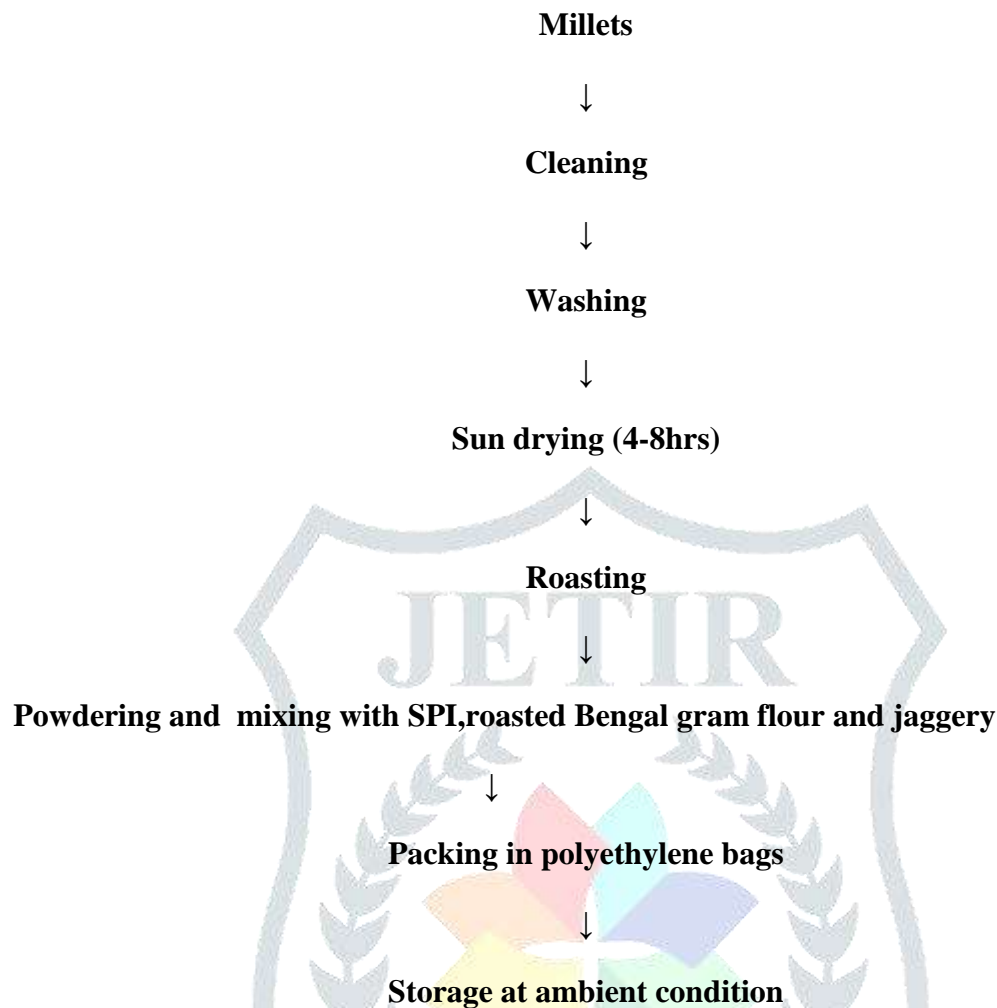 Millets
↓
Cleaning
↓
Washing
↓
Sun drying (4-8hrs)
↓
Roasting
JETIR
↓
Powdering and  mixing with SPI,roasted Bengal gram flour and jaggery
↓
Packing in polyethylene bags
↓
Storage at ambient condition